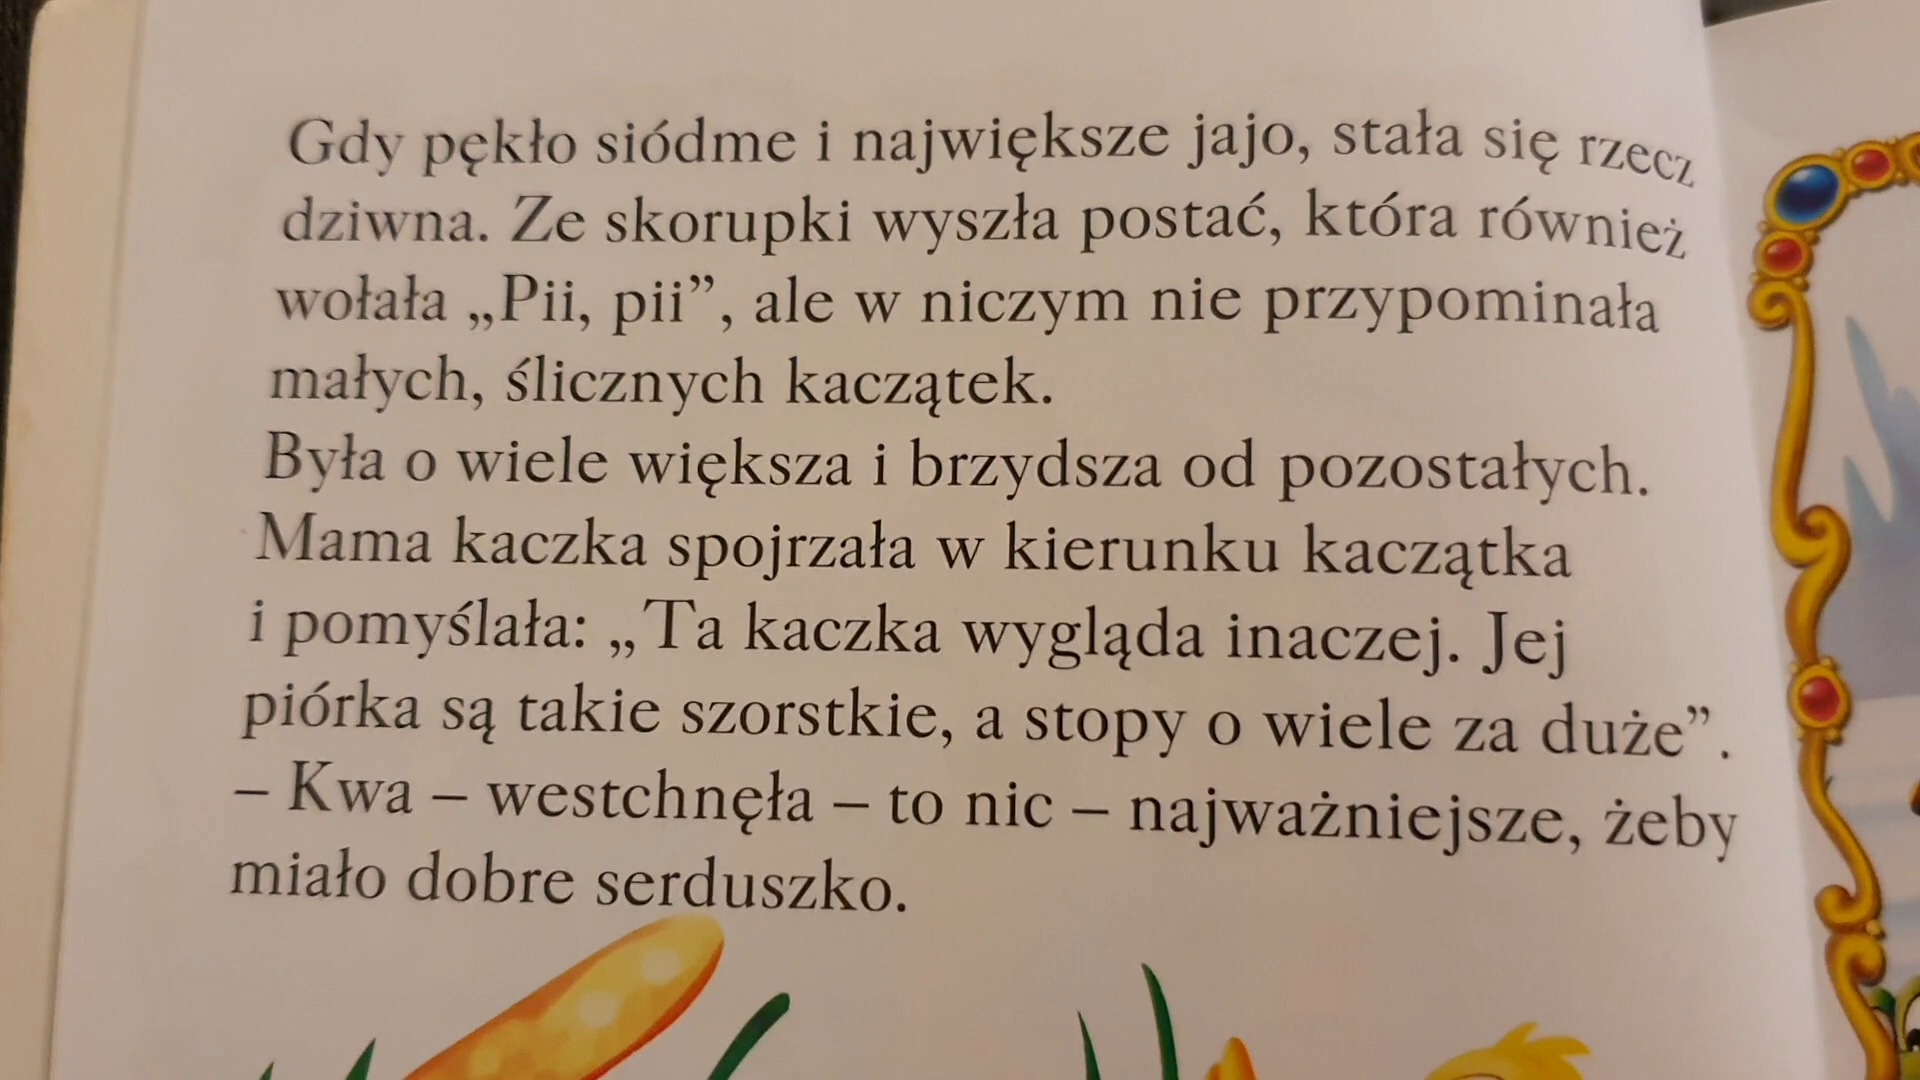 Gdy pękło siódme i największe jajo, stała się rzecz
dziwna. Ze skorupki wyszła postać, która również
wołała „Pii, pii”, ale w niczym nie przypominała
małych, ślicznych kaczątek.
Była o wiele większa i brzydsza od pozostałych.
Mama kaczka spojrzała w kierunku kaczątka
i pomyślała: „Ta kaczka wygląda inaczej. Jej
piórka są takie szorstkie, a stopy o wiele za duże”.
– Kwa – westchnęła – to nic – najważniejsze, żeby
miało dobre serduszko.